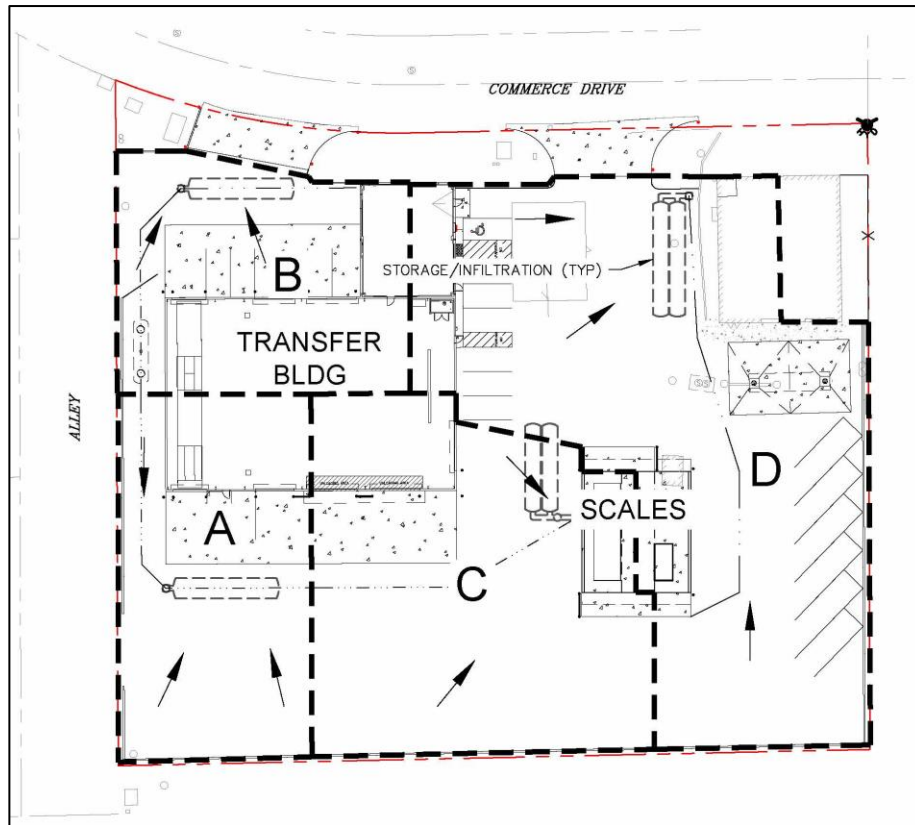 COMMERCE DRIVE
B
STORAGE/INFILTRATION (TYP)
TRANSFER
BLDG
ALLEY
D
SCALES
A
C